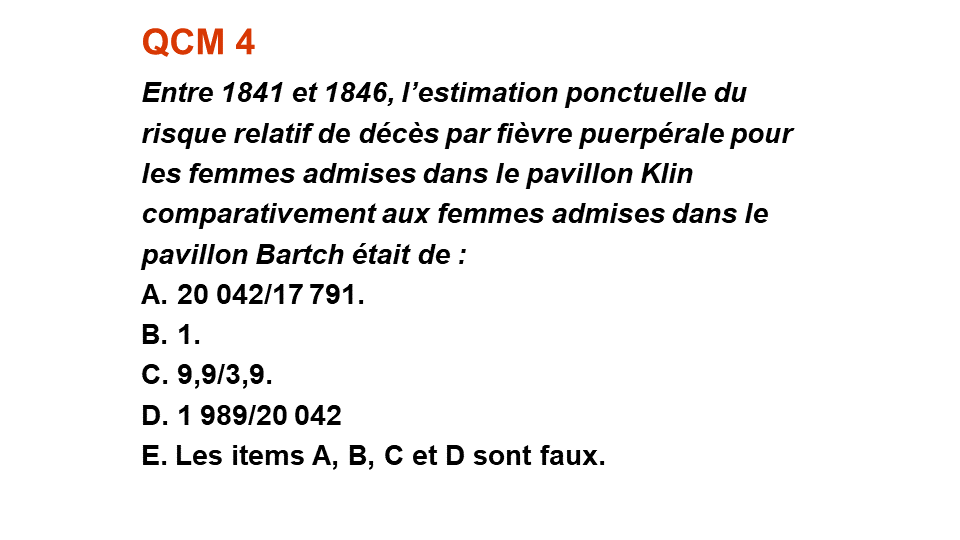 QCM 4
Entre 1841 et 1846, l’estimation ponctuelle du
risque relatif de décès par fièvre puerpérale pour
les femmes admises dans le pavillon Klin
comparativement aux femmes admises dans le
pavillon Bartch était de :
A. 20 042/17 791.
B. 1.
C. 9,9/3,9.
D. 1 989/20 042
E. Les items A, B, C et D sont faux.